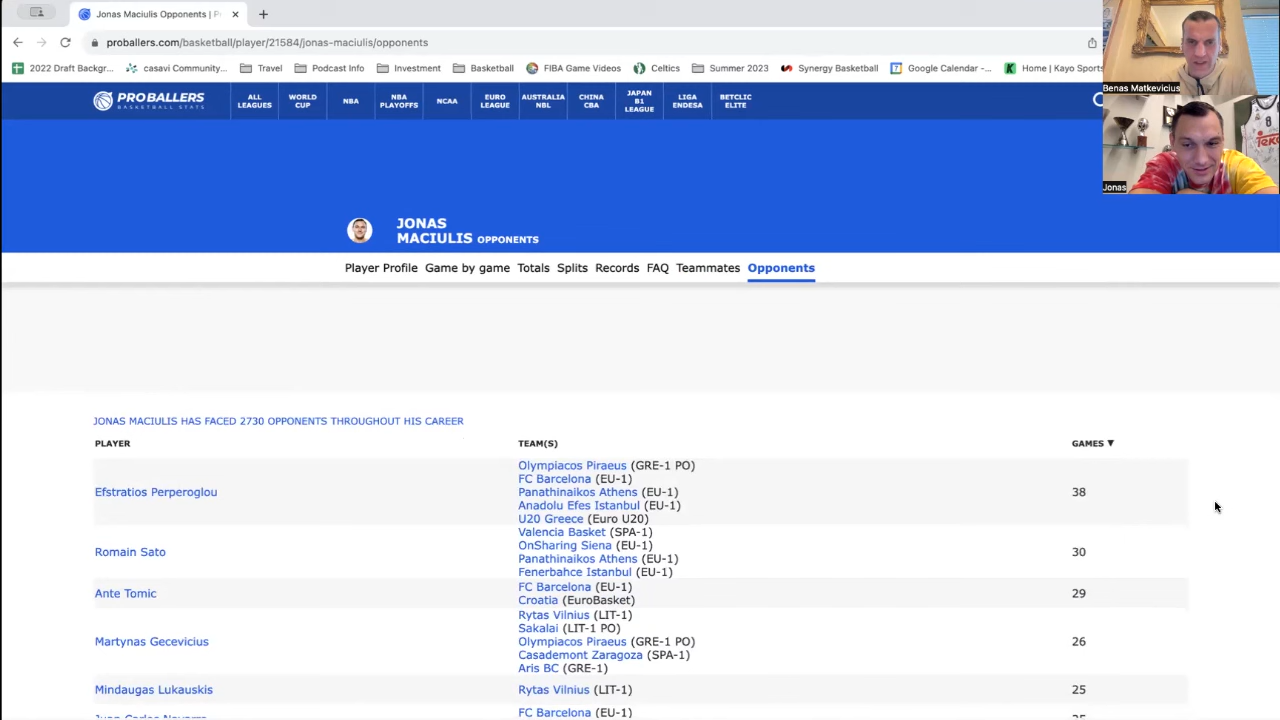 Jonas Maciulis Opponents | P
proballers.com/basketball/player/21584/jonas-maciulis/opponents
2022 Draft Backgr... casavi Community... Travel Podcast Info Investment Basketball FIBA Game Videos Celtics Summer 2023 Synergy Basketball Google Calendar -... Home | Kayo Sports
Benas Matkevicius
Jonas
8
PROBALLERS
BASKETBALL STATS
ALL LEAGUES WORLD CUP NBA NBA PLAYOFFS NCAA EURO LEAGUE AUSTRALIA NBL CHINA CBA JAPAN B1 LEAGUE LIGA ENDESA BETCLIC ELITE
JONAS
MACIULIS OPPONENTS
Player Profile Game by game Totals Splits Records FAQ Teammates Opponents
JONAS MACIULIS HAS FACED 2730 OPPONENTS THROUGHOUT HIS CAREER
PLAYER TEAM(S) GAMES ▼
Olympiacos Piraeus (GRE-1 PO)
FC Barcelona (EU-1)
Efstratios Perperoglou Panathinaikos Athens (EU-1) 38
Anadolu Efes Istanbul (EU-1)
U20 Greece (Euro U20)
Valencia Basket (SPA-1)
OnSharing Siena (EU-1)
Romain Sato 30
Panathinaikos Athens (EU-1)
Fenerbahce Istanbul (EU-1)
FC Barcelona (EU-1)
Ante Tomic 29
Croatia (EuroBasket)
Rytas Vilnius (LIT-1)
Sakalai (LIT-1 PO)
Martynas Gecevicius Olympiacos Piraeus (GRE-1 PO) 26
Casademont Zaragoza (SPA-1)
Aris BC (GRE-1)
Mindaugas Lukauskis Rytas Vilnius (LIT-1) 25
FC Barcelona (EU-1)
Juan Carlos Navarro 25